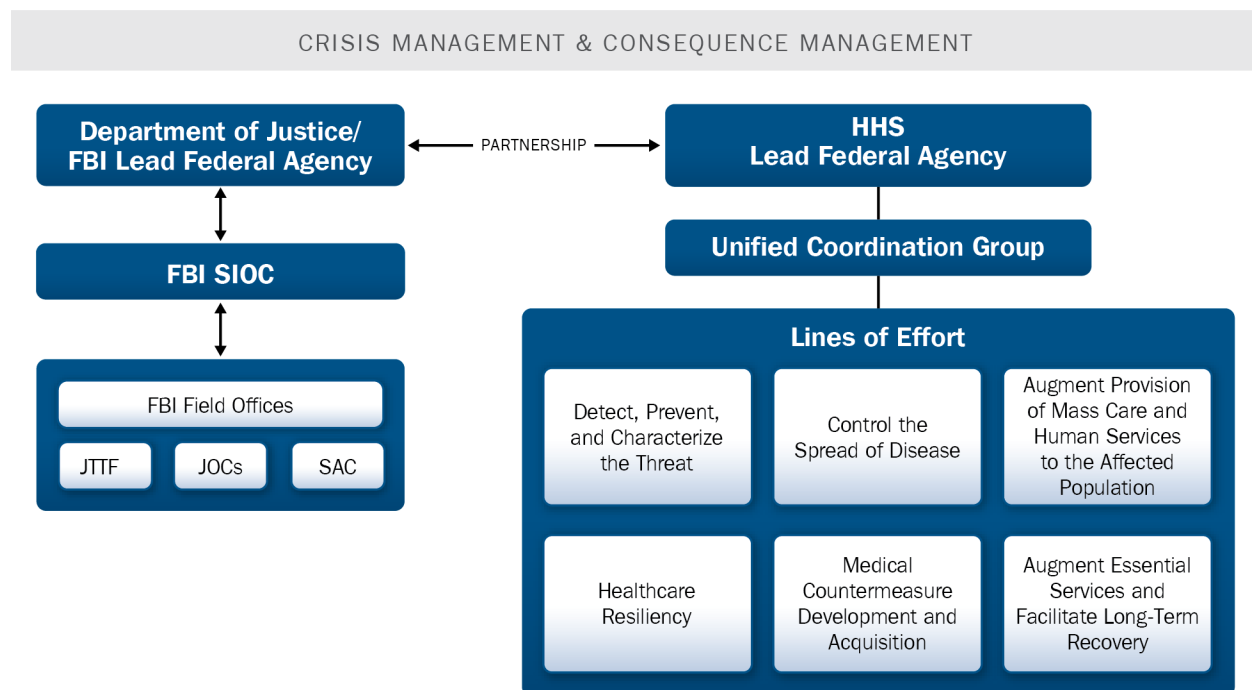 CRISIS MANAGEMENT & CONSEQUENCE MANAGEMENT
Department of Justice/
FBI Lead Federal Agency
PARTNERSHIP
HHS
Lead Federal Agency
FBI SIOC
Unified Coordination Group
FBI Field Offices
JTTF
JOCs
SAC
Lines of Effort
Detect, Prevent,
and Characterize
the Threat
Control the
Spread of Disease
Augment Provision
of Mass Care and
Human Services
to the Affected
Population
Healthcare
Resiliency
Medical
Countermeasure
Development and
Acquisition
Augment Essential
Services and
Facilitate Long-Term
Recovery